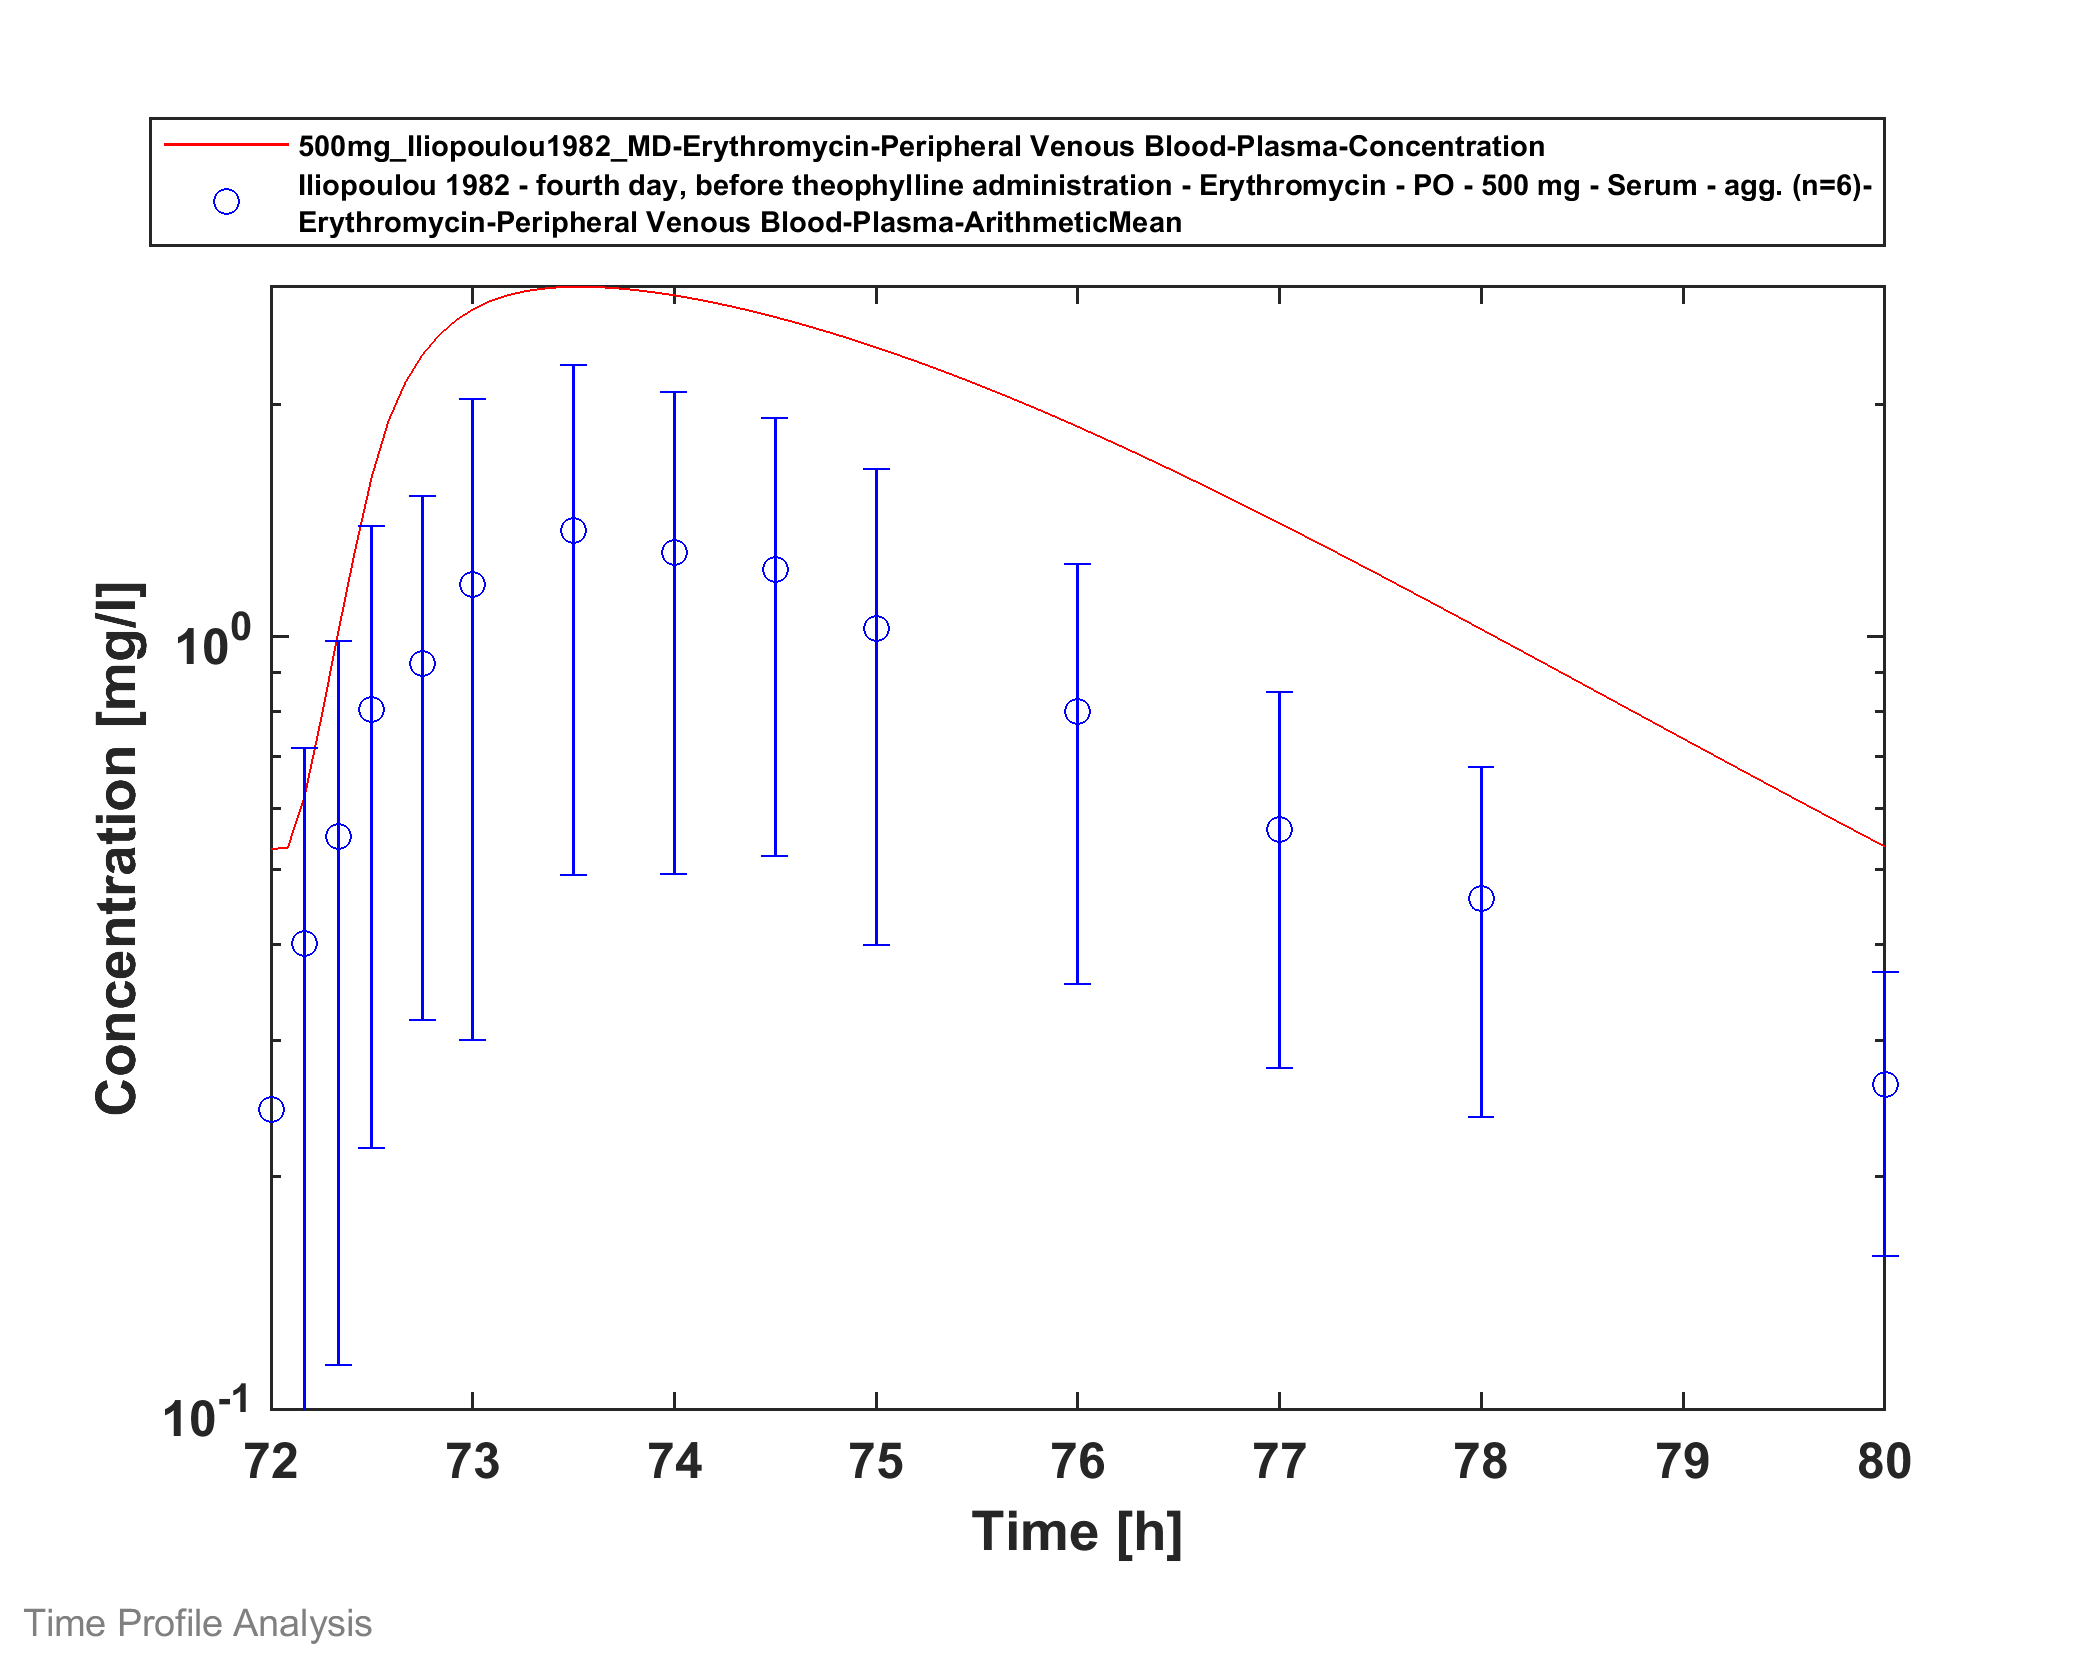 500mg_Iliopoulou1982_MD-Erythromycin-Peripheral Venous Blood-Plasma-Concentration
Iliopoulou 1982 - fourth day, before theophylline administration - Erythromycin - PO - 500 mg - Serum - agg. (n=6)-
Erythromycin-Peripheral Venous Blood-Plasma-ArithmeticMean
Concentration [mg/l]
10^0
10^-1
72 73 74 75 76 77 78 79 80
Time [h]
Time Profile Analysis